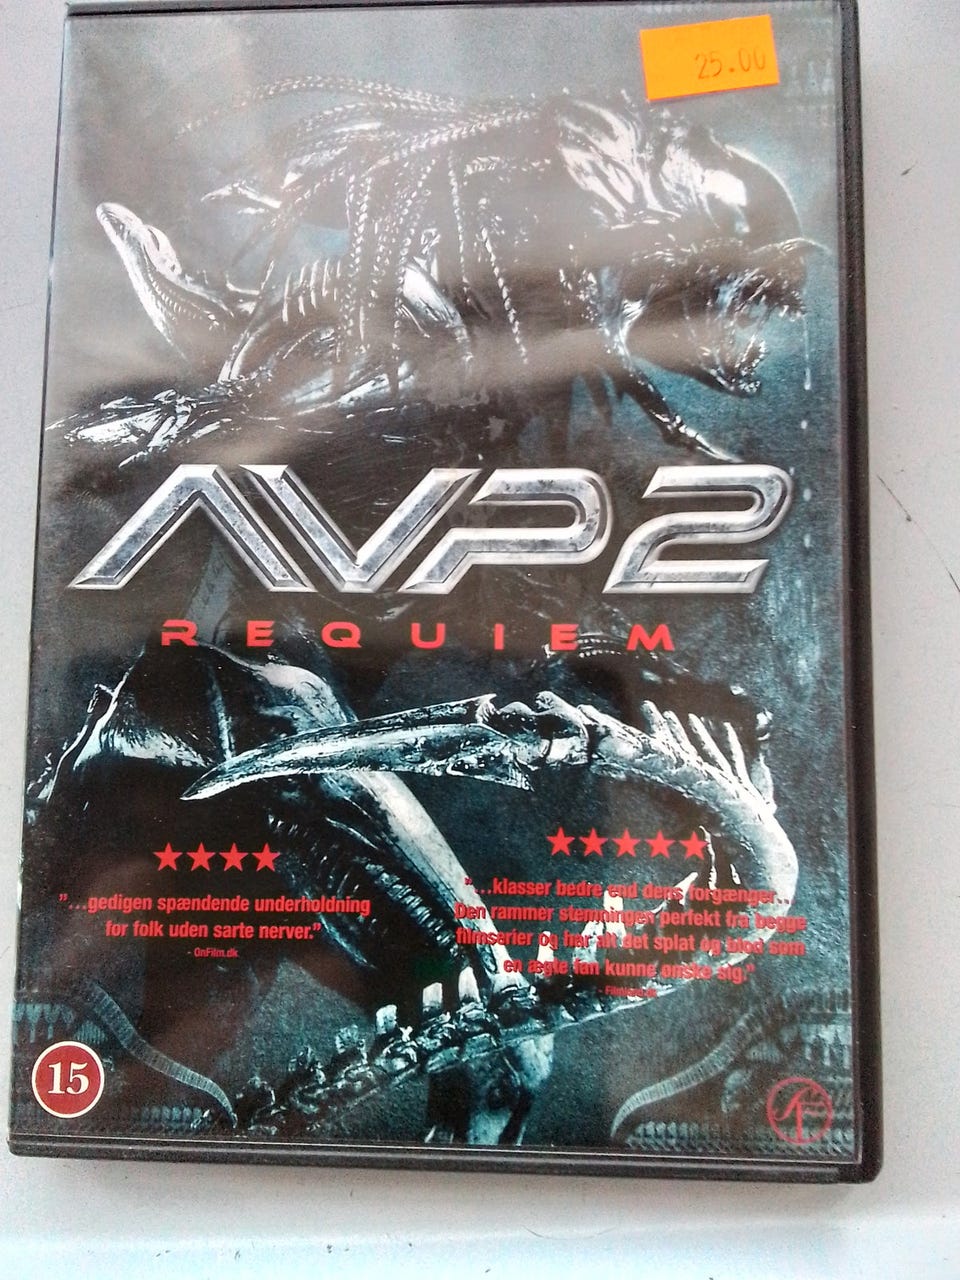 25.00
AVP2
REQUIEM
"...gedigen spændende underholdning
for folk uden sarte nerver."
- OnFilm.dk
"...klasser bedre end dens forgænger..
Den rammer stemningen perfekt fra begge
filmserier og har alt det splat og blod som
en ægte fan kunne ønske sig."
15
SF